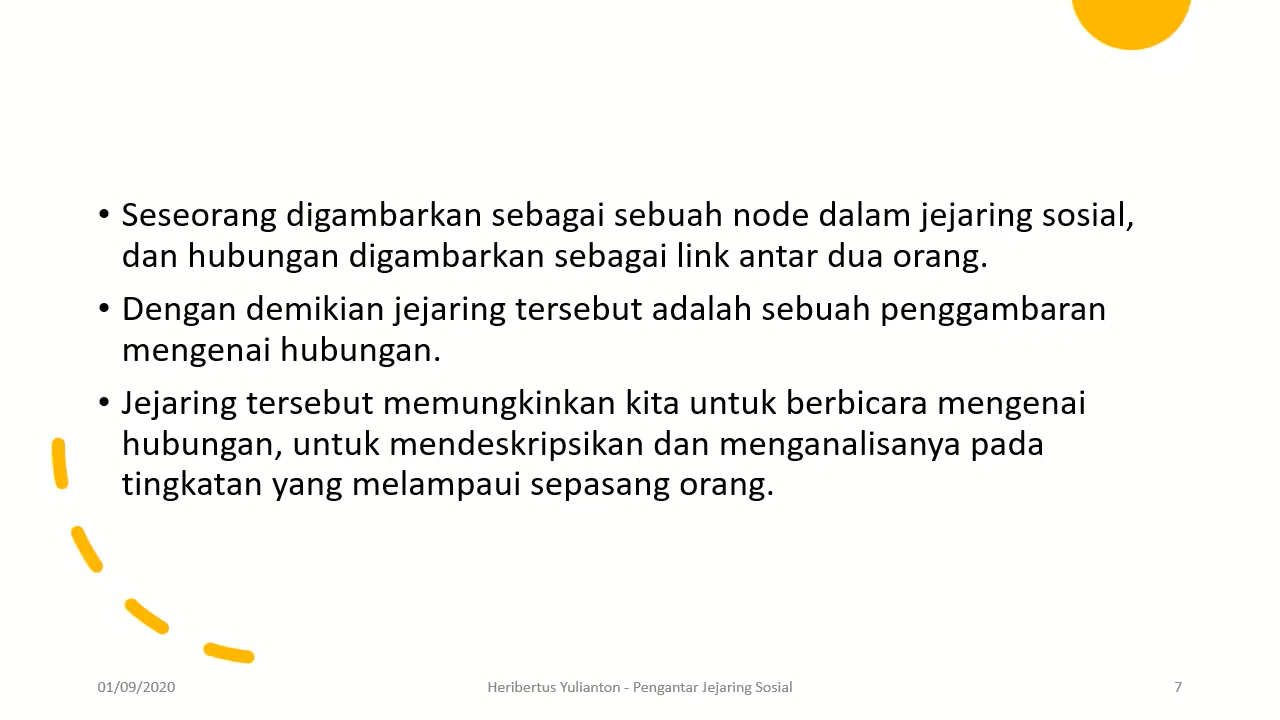 • Seseorang digambarkan sebagai sebuah node dalam jejaring sosial,
dan hubungan digambarkan sebagai link antar dua orang.
• Dengan demikian jejaring tersebut adalah sebuah penggambaran
mengenai hubungan.
• Jejaring tersebut memungkinkan kita untuk berbicara mengenai
hubungan, untuk mendeskripsikan dan menganalisanya pada
tingkatan yang melampaui sepasang orang.
01/09/2020
Heribertus Yulianton - Pengantar Jejaring Sosial
7